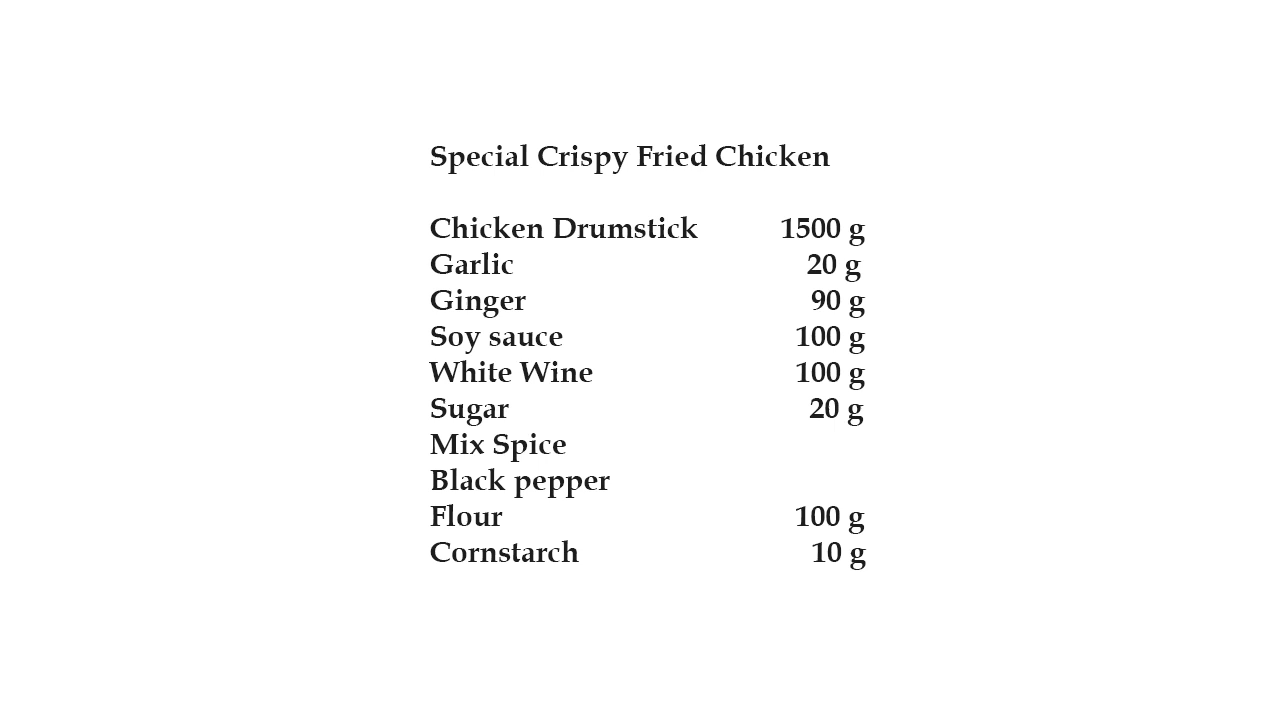 Special Crispy Fried Chicken
Chicken Drumstick 1500 g
Garlic 20 g
Ginger 90 g
Soy sauce 100 g
White Wine 100 g
Sugar 20 g
Mix Spice
Black pepper
Flour 100 g
Cornstarch 10 g